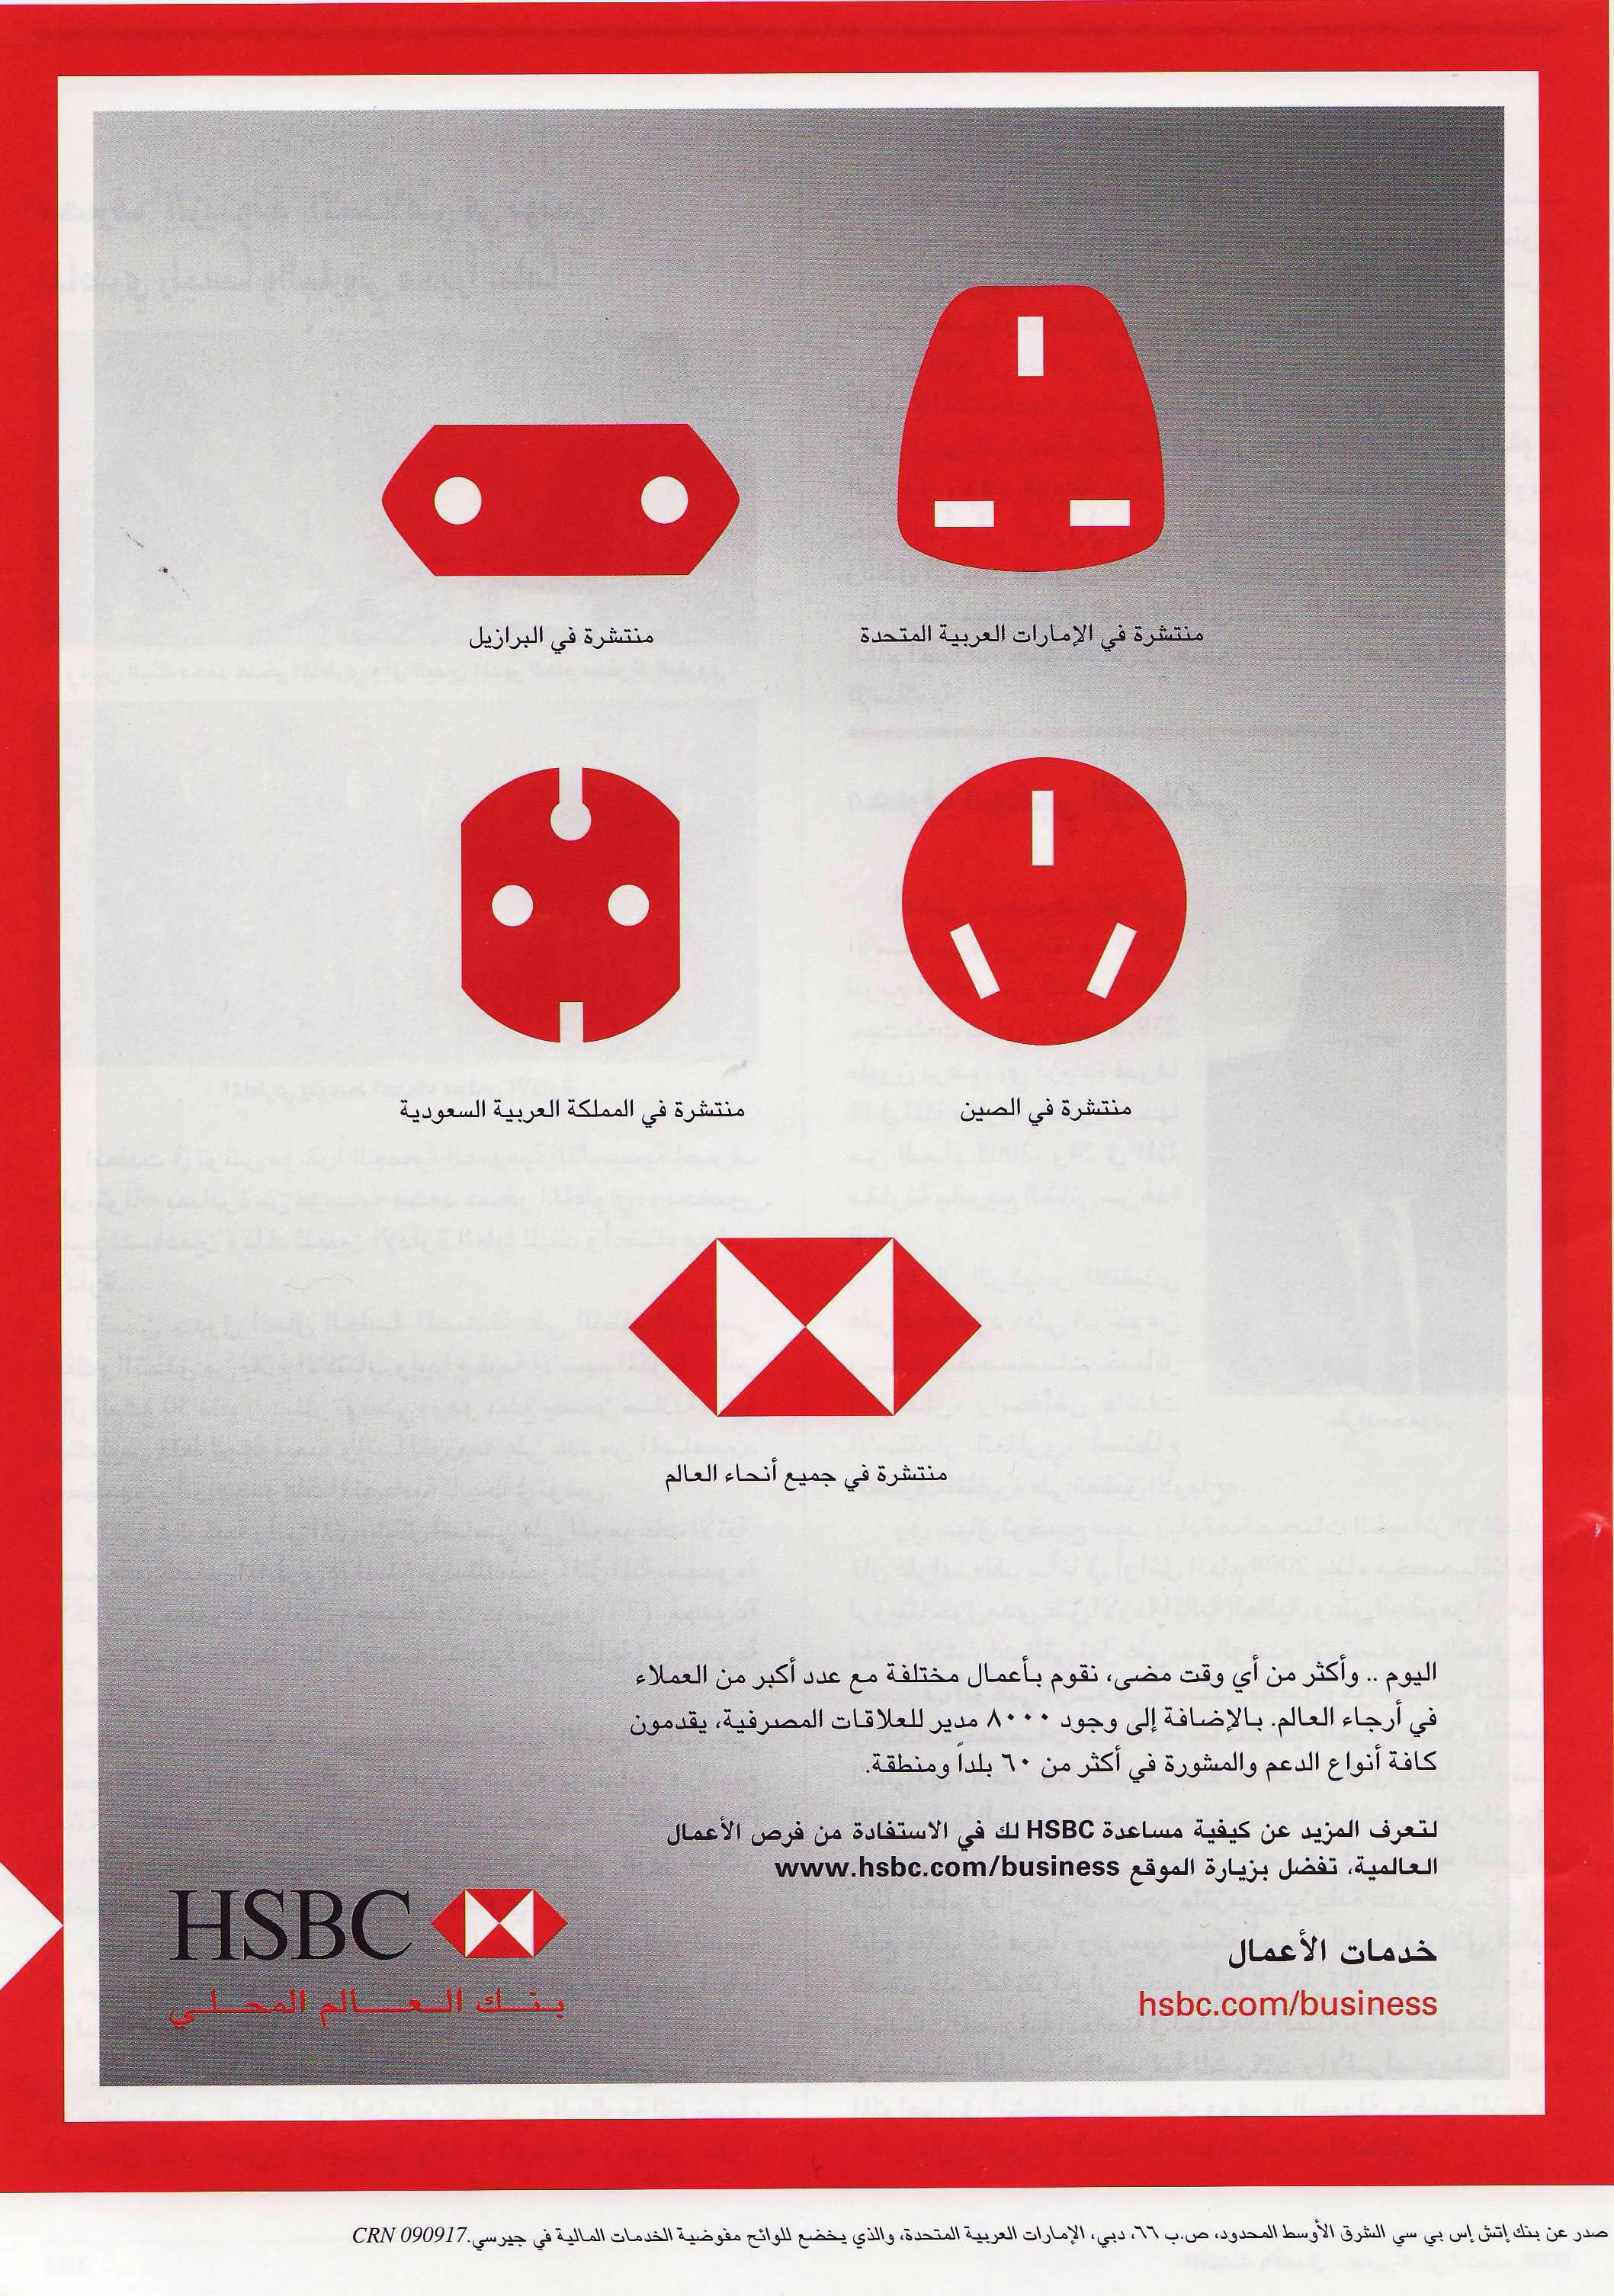 منتشرة في الإمارات العربية المتحدة
منتشرة في البرازيل
منتشرة في الصين
منتشرة في المملكة العربية السعودية
منتشرة في جميع أنحاء العالم
اليوم .. وأكثر من أي وقت مضى، نقوم بأعمال مختلفة مع عدد أكبر من العملاء
في أرجاء العالم. بالإضافة إلى وجود ٨٠٠٠ مدير للعلاقات المصرفية، يقدمون
كافة أنواع الدعم والمشورة في أكثر من ٦٠ بلداً ومنطقة.
لتعرف المزيد عن كيفية مساعدة HSBC لك في الاستفادة من فرص الأعمال
العالمية، تفضل بزيارة الموقع www.hsbc.com/business
خدمات الأعمال
hsbc.com/business
HSBC
بنك العالم المحلي
صدر عن بنك إتش إس بي سي الشرق الأوسط المحدود، ص.ب ٦٦، دبي، الإمارات العربية المتحدة، والذي يخضع للوائح مفوضية الخدمات المالية في جيرسي.CRN 090917